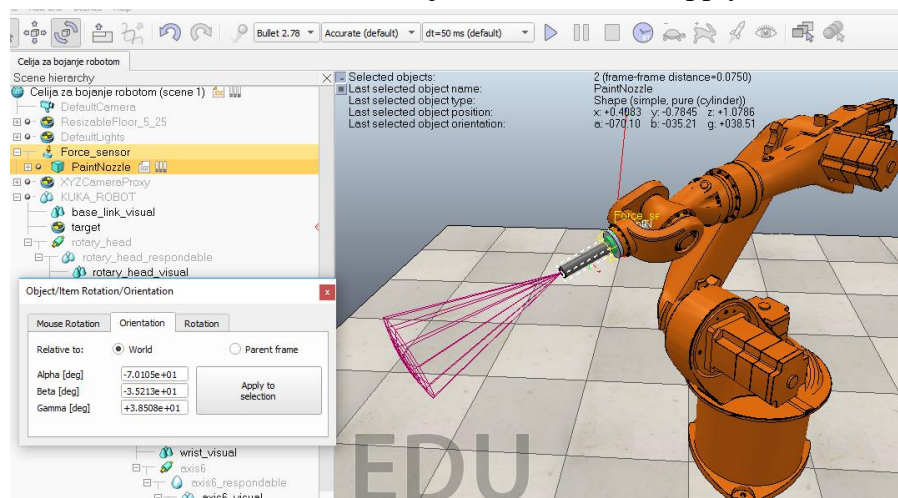 Bullet 2.78 Accurate (default) dt=50 ms (default)
Celija za bojanje robotom
Scene hierarchy
Celija za bojanje robotom (scene 1)
DefaultCamera
ResizableFloor_5_25
DefaultLights
Force_sensor
PaintNozzle
XYZCameraProxy
KUKA_ROBOT
base_link_visual
target
rotary_head
rotary_head_respondable
rotary_head_visual
Selected objects: 2 (frame-frame distance=0.0750)
Last selected object name: PaintNozzle
Last selected object type: Shape (simple, pure (cylinder))
Last selected object position: x: +0.4083 y: -0.7845 z: +1.0786
Last selected object orientation: a: -070.10 b: -035.21 g: +038.51
Object/Item Rotation/Orientation
x
Mouse Rotation Orientation Rotation
Relative to: World Parent frame
Alpha [deg] -7.0105e+01
Beta [deg] -3.5213e+01
Gamma [deg] +3.8508e+01
Apply to
selection
wrist_visual
axis6
axis6_respondable
axis6_visual
EDU